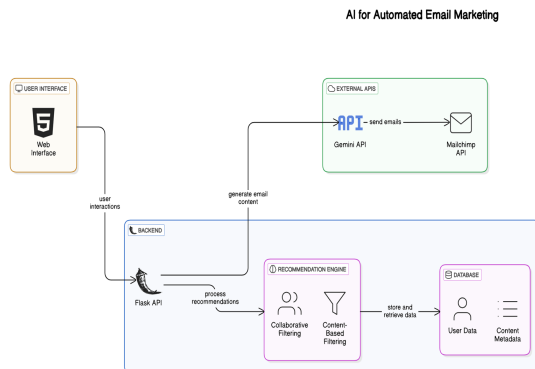 AI for Automated Email Marketing
USER INTERFACE
Web
Interface
EXTERNAL APIS
API
send emails
Gemini API
Mailchimp
API
user
interactions
generate email
content
BACKEND
Flask API
process
recommendations
RECOMMENDATION ENGINE
Collaborative
Filtering
Content-
Based
Filtering
store and
retrieve data
DATABASE
User Data
Content
Metadata